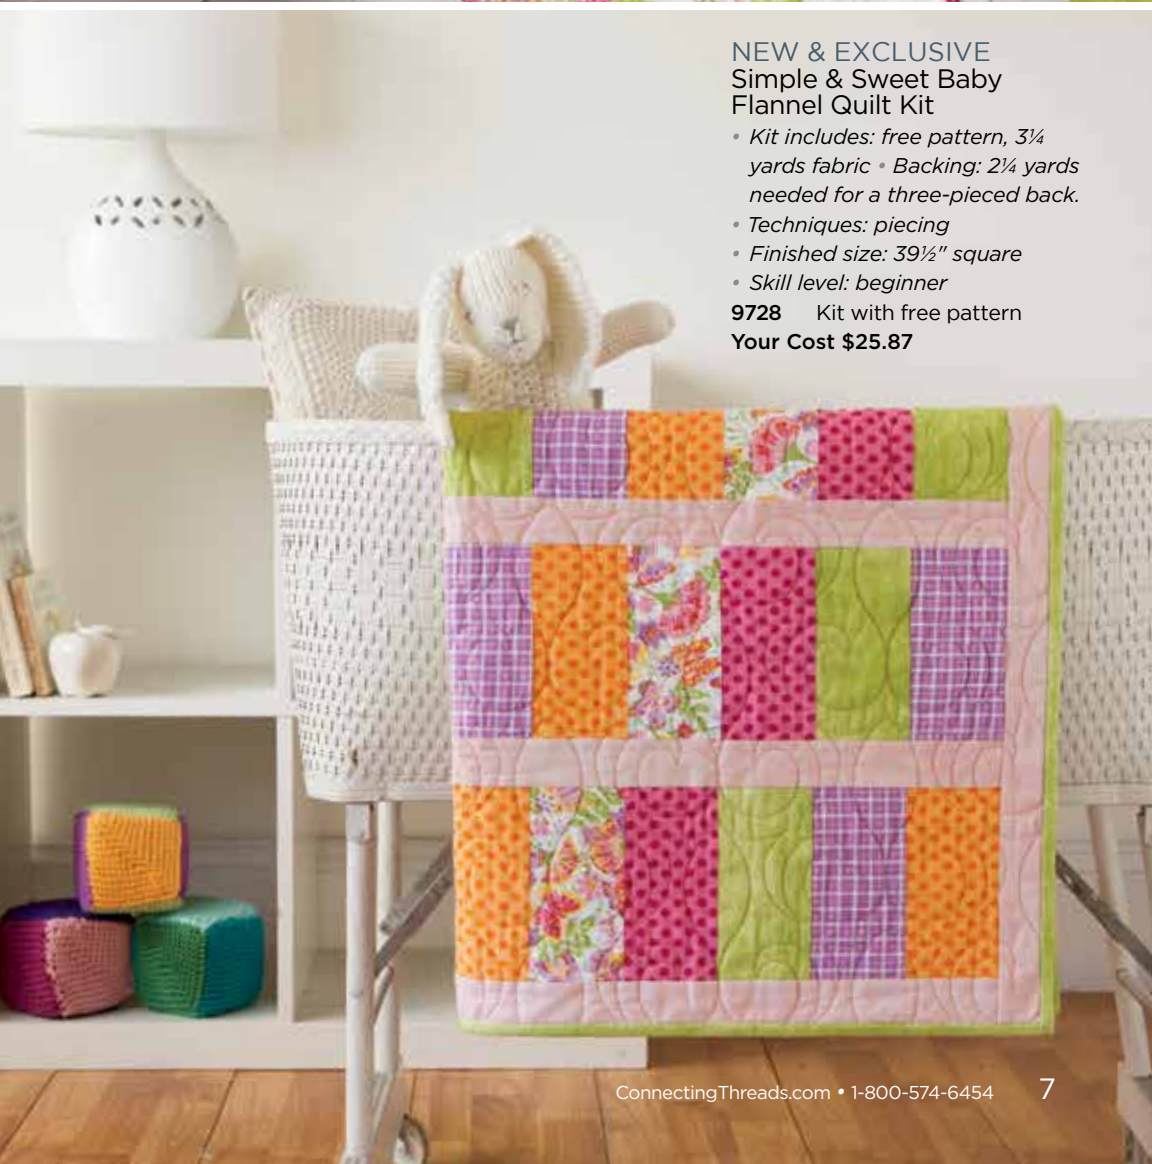 NEW & EXCLUSIVE
Simple & Sweet Baby
Flannel Quilt Kit
• Kit includes: free pattern, 3¼
yards fabric • Backing: 2¼ yards
needed for a three-pieced back.
• Techniques: piecing
• Finished size: 39½" square
• Skill level: beginner
9728 Kit with free pattern
Your Cost $25.87
ConnectingThreads.com • 1-800-574-6454 7